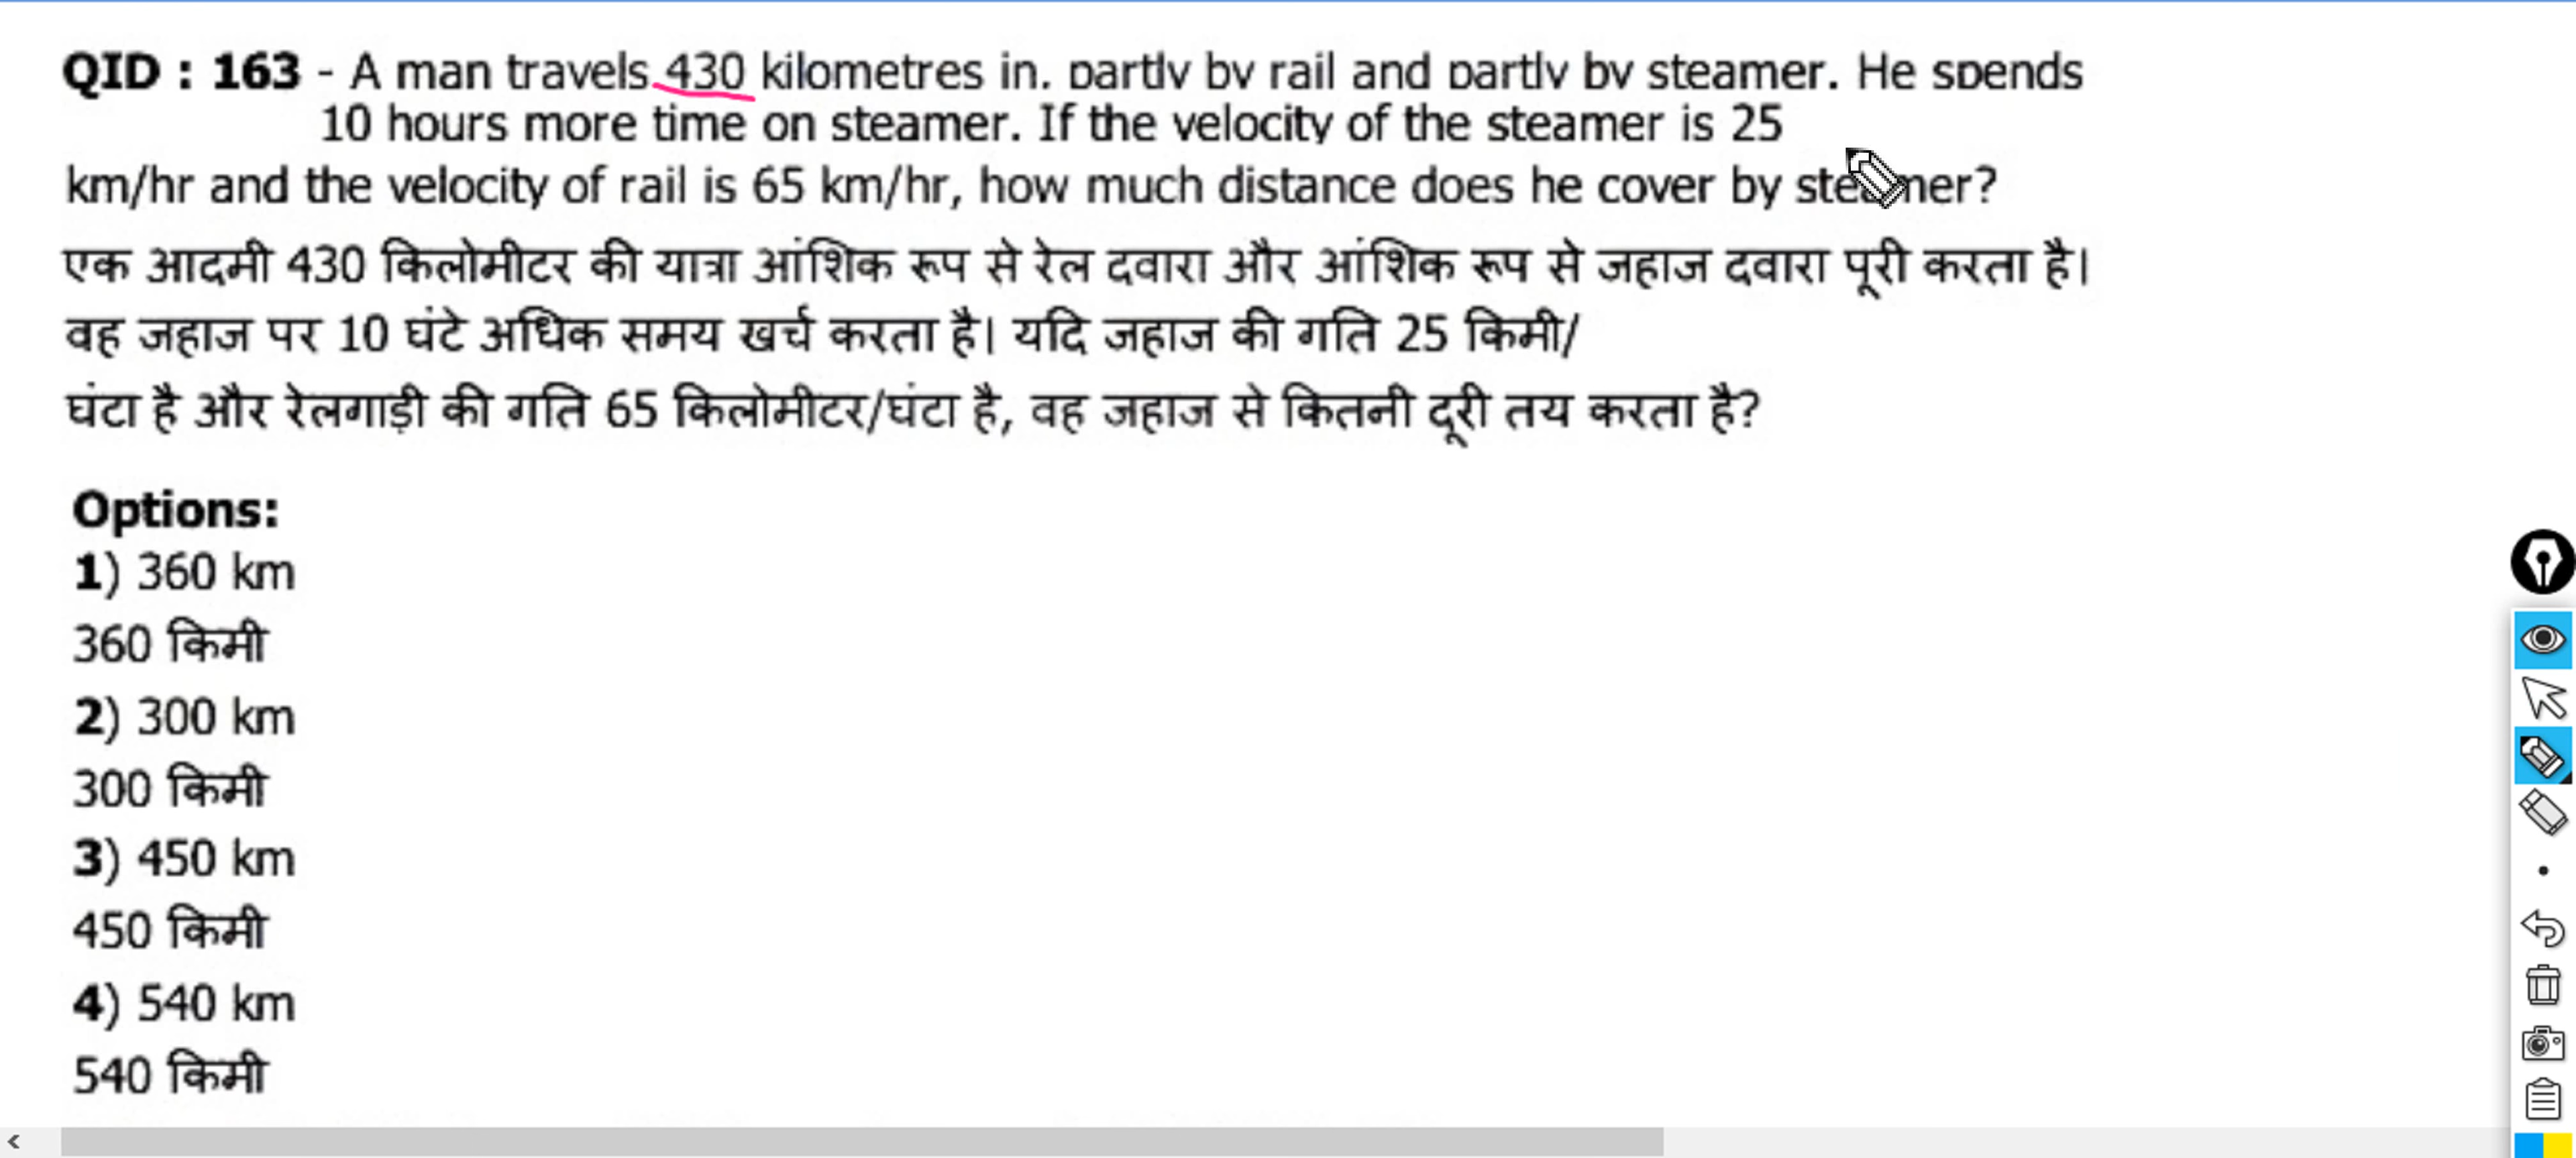 QID : 163 - A man travels 430 kilometres in. partly by rail and partly by steamer. He spends
10 hours more time on steamer. If the velocity of the steamer is 25
km/hr and the velocity of rail is 65 km/hr, how much distance does he cover by steamer?
एक आदमी 430 किलोमीटर की यात्रा आंशिक रूप से रेल दवारा और आंशिक रूप से जहाज दवारा पूरी करता है।
वह जहाज पर 10 घंटे अधिक समय खर्च करता है। यदि जहाज की गति 25 किमी/
घंटा है और रेलगाड़ी की गति 65 किलोमीटर/घंटा है, वह जहाज से कितनी दूरी तय करता है?
Options:
1) 360 km
360 किमी
2) 300 km
300 किमी
3) 450 km
450 किमी
4) 540 km
540 किमी